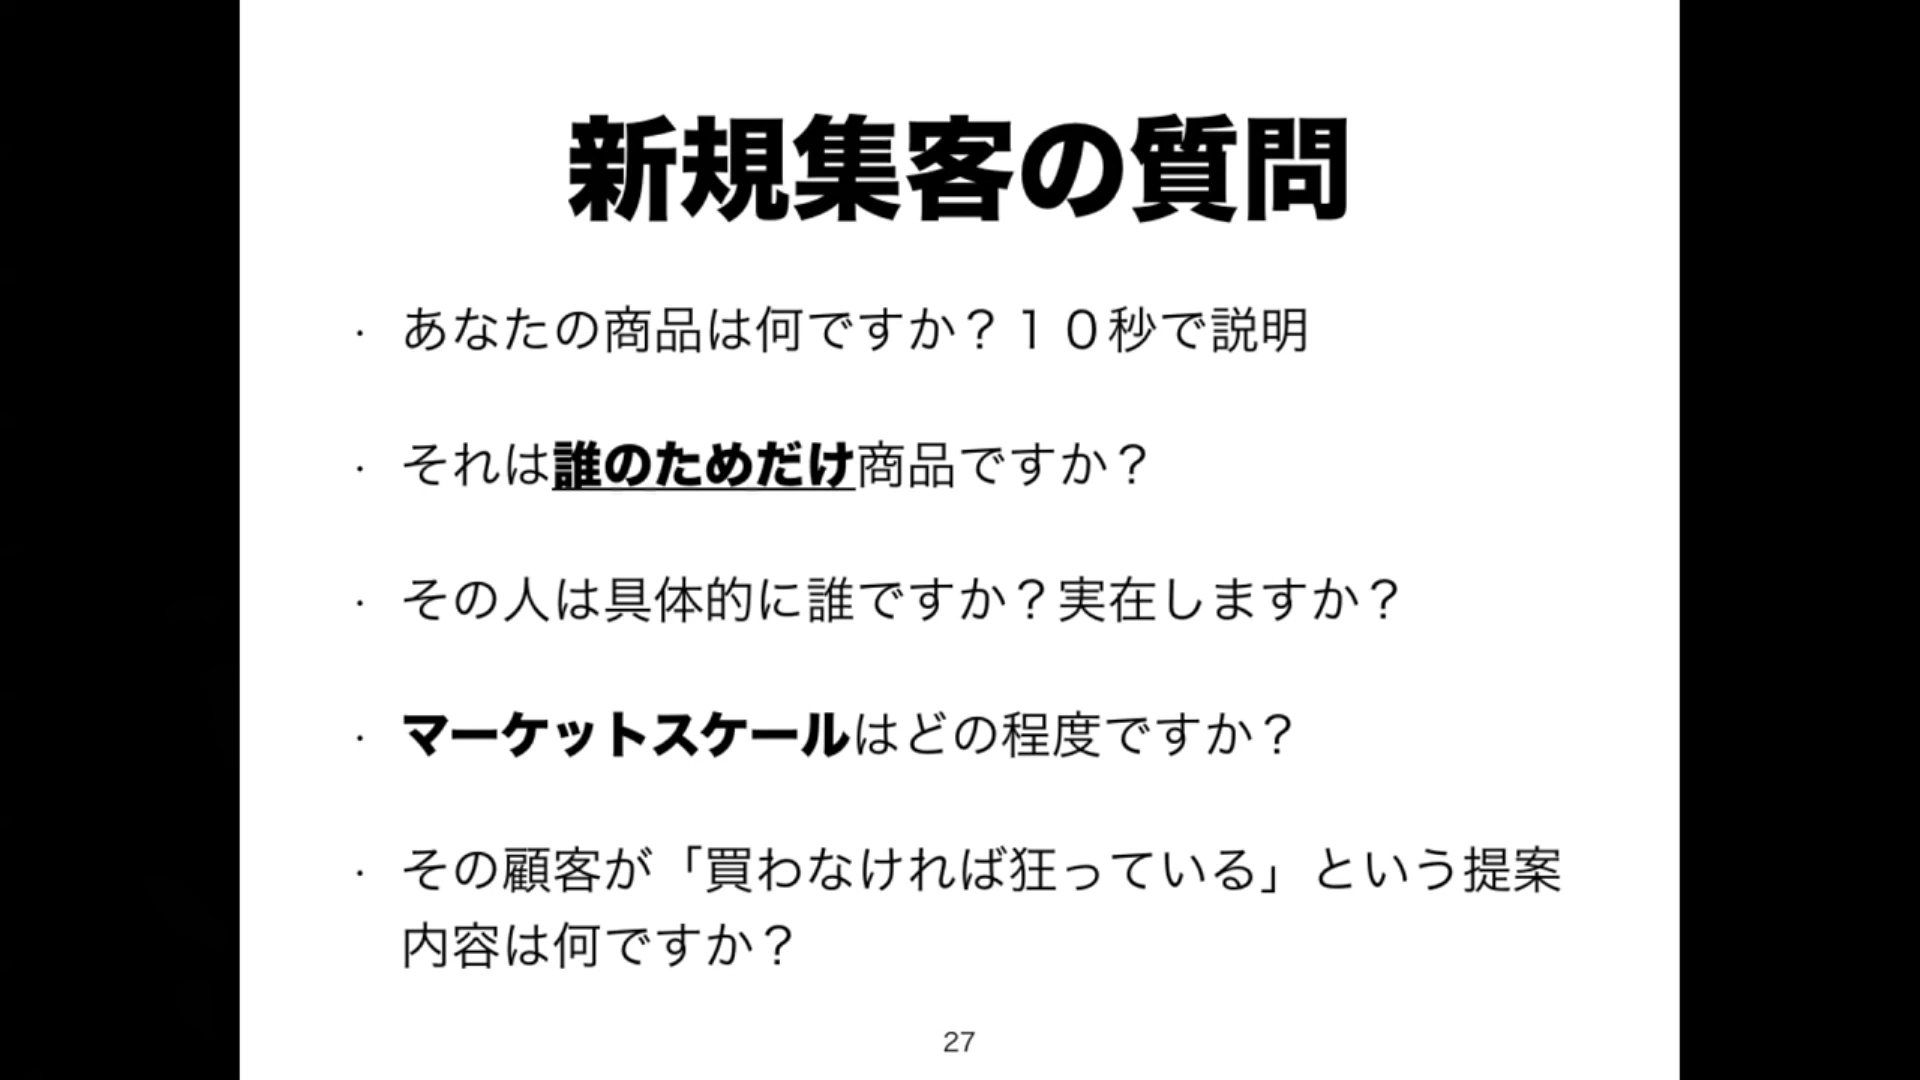 新規集客の質問
・ あなたの商品は何ですか？１０秒で説明
・ それは誰のためだけ商品ですか？
・ その人は具体的に誰ですか？実在しますか？
・ マーケットスケールはどの程度ですか？
・ その顧客が「買わなければ狂っている」という提案
内容は何ですか？
27